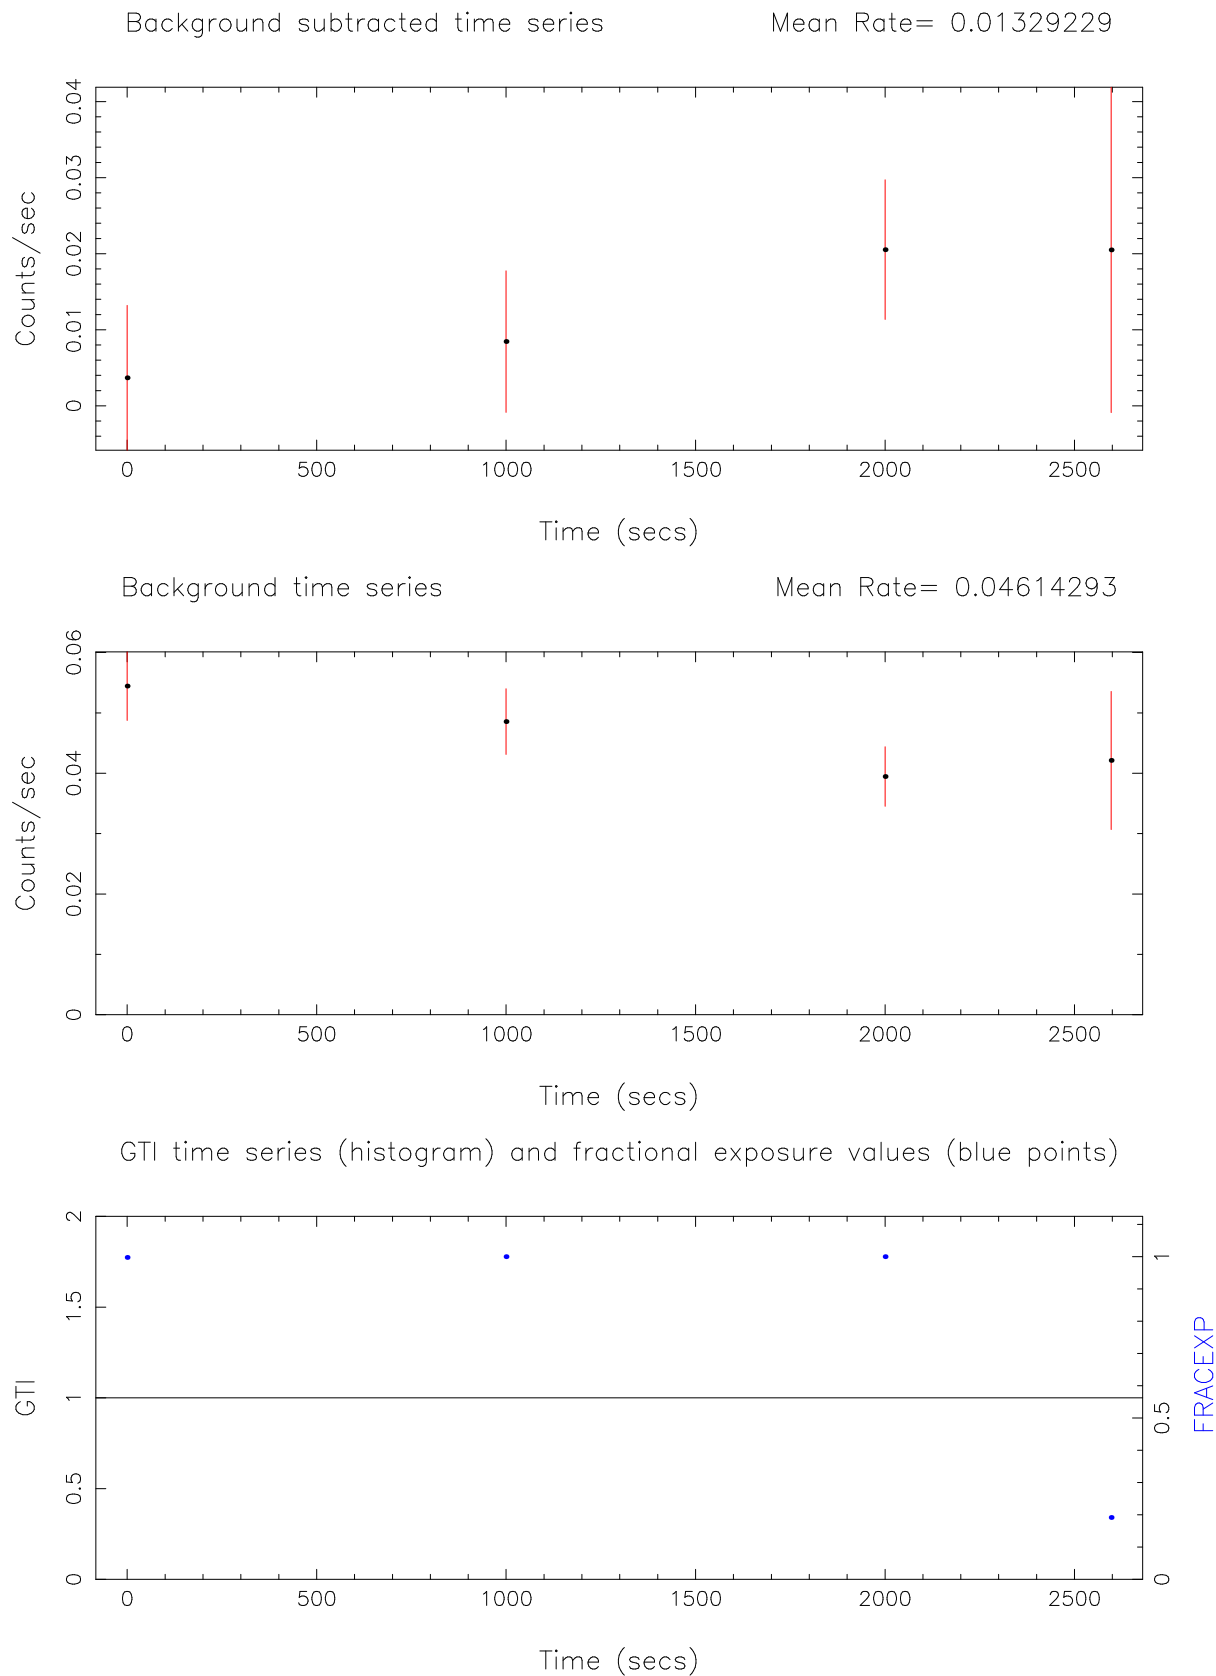 Background subtracted time series Mean Rate= 0.01329229
Counts/sec
0 0.01 0.02 0.03 0.04
0 500 1000 1500 2000 2500
Time (secs)
Background time series Mean Rate= 0.04614293
Counts/sec
0 0.02 0.04 0.06
0 500 1000 1500 2000 2500
Time (secs)
GTI time series (histogram) and fractional exposure values (blue points)
GTI
0 0.5 1 1.5 2
0 0.5 1
FRACEXP
0 500 1000 1500 2000 2500
Time (secs)